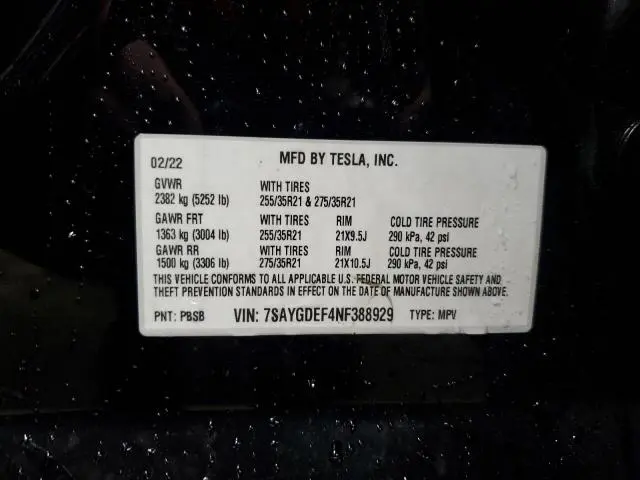 02/22 MFD BY TESLA, INC.
GVWR WITH TIRES
2382 kg (5252 lb) 255/35R21 & 275/35R21
GAWR FRT WITH TIRES RIM COLD TIRE PRESSURE
1363 kg (3004 lb) 255/35R21 21X9.5J 290 kPa, 42 psi
GAWR RR WITH TIRES RIM COLD TIRE PRESSURE
1500 kg (3306 lb) 275/35R21 21X10.5J 290 kPa, 42 psi
THIS VEHICLE CONFORMS TO ALL APPLICABLE U.S. FEDERAL MOTOR VEHICLE SAFETY AND
THEFT PREVENTION STANDARDS IN EFFECT ON THE DATE OF MANUFACTURE SHOWN ABOVE.
PNT: PBSB VIN: 7SAYGDEF4NF388929 TYPE: MPV